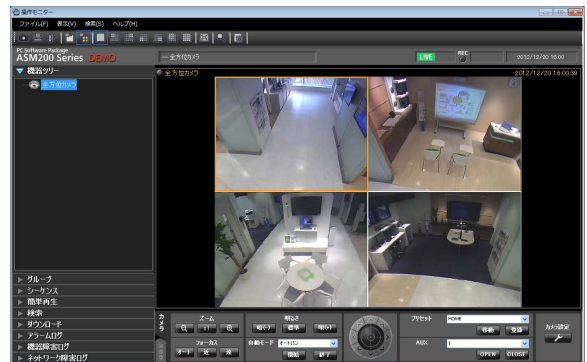 操作モニター
ファイル(F) 表示(V) 検索(S) ヘルプ(H)
PC Software Package
ASM200 Series DEMO
全方位カメラ
LIVE
REC
2012/12/20 16:00
機器ツリー
全方位カメラ
全方位カメラ
2012/12/20 16:00:39
グループ
シーケンス
簡単再生
検索
ダウンロード
アラームログ
機器障害ログ
ネットワーク障害ログ
カメラ
ズーム
x1
フォーカス
オート 近 遠
明るさ
暗(-) 標準 明(+)
自動モード オートパン
開始 終了
プリセット HOME
移動 登録
AUX 1
OPEN CLOSE
カメラ設定